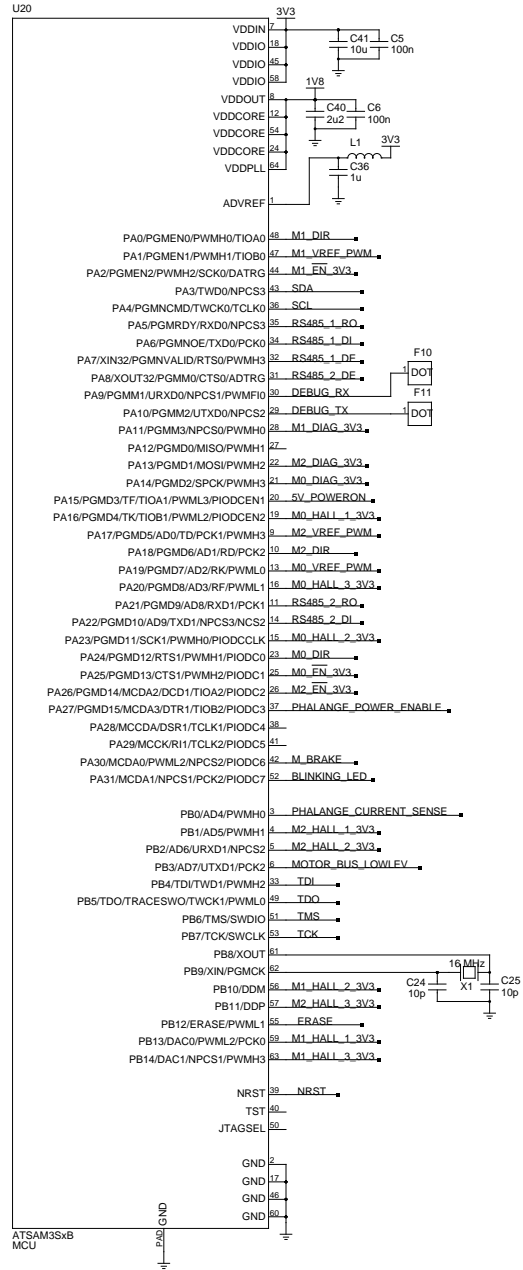 U20
3V3
VDDIN 7
C41 10u
C5 100n
VDDIO 18
VDDIO 45
VDDIO 58
1V8
VDDOUT 8
C40 2u2
C6 100n
VDDCORE 12
VDDCORE 54
VDDCORE 24
VDDPLL 64
L1
3V3
C36 1u
ADVREF 1
PA0/PGMEN0/PWMH0/TIOA0 48 M1_DIR
PA1/PGMEN1/PWMH1/TIOB0 47 M1_VREF_PWM
PA2/PGMEN2/PWMH2/SCK0/DATRG 44 M1_EN_3V3
PA3/TWD0/NPCS3 43 SDA
PA4/PGMNCMD/TWCK0/TCLK0 36 SCL
PA5/PGMRDY/RXD0/NPCS3 35 RS485_1_RO
PA6/PGMNOE/TXD0/PCK0 34 RS485_1_DI
PA7/XIN32/PGMNVALID/RTS0/PWMH3 32 RS485_1_DE
PA8/XOUT32/PGMM0/CTS0/ADTRG 31 RS485_2_DE
PA9/PGMM1/URXD0/NPCS1/PWMFI0 30 DEBUG_RX
F10
1 DOT
PA10/PGMM2/UTXD0/NPCS2 29 DEBUG_TX
F11
1 DOT
PA11/PGMM3/NPCS0/PWMH0 28 M1_DIAG_3V3
PA12/PGMD0/MISO/PWMH1 27
PA13/PGMD1/MOSI/PWMH2 22 M2_DIAG_3V3
PA14/PGMD2/SPCK/PWMH3 21 M0_DIAG_3V3
PA15/PGMD3/TF/TIOA1/PWML3/PIODCEN1 20 5V_POWERON
PA16/PGMD4/TK/TIOB1/PWML2/PIODCEN2 19 M0_HALL_1_3V3
PA17/PGMD5/AD0/TD/PCK1/PWMH3 9 M2_VREF_PWM
PA18/PGMD6/AD1/RD/PCK2 10 M2_DIR
PA19/PGMD7/AD2/RK/PWML0 13 M0_VREF_PWM
PA20/PGMD8/AD3/RF/PWML1 16 M0_HALL_3_3V3
PA21/PGMD9/AD8/RXD1/PCK1 11 RS485_2_RO
PA22/PGMD10/AD9/TXD1/NPCS3/NCS2 14 RS485_2_DI
PA23/PGMD11/SCK1/PWMH0/PIODCCLK 15 M0_HALL_2_3V3
PA24/PGMD12/RTS1/PWMH1/PIODC0 23 M0_DIR
PA25/PGMD13/CTS1/PWMH2/PIODC1 25 M0_EN_3V3
PA26/PGMD14/MCDA2/DCD1/TIOA2/PIODC2 26 M2_EN_3V3
PA27/PGMD15/MCDA3/DTR1/TIOB2/PIODC3 37 PHALANGE_POWER_ENABLE
PA28/MCCDA/DSR1/TCLK1/PIODC4 38
PA29/MCCK/RI1/TCLK2/PIODC5 41
PA30/MCDA0/PWML2/NPCS2/PIODC6 42 M_BRAKE
PA31/MCDA1/NPCS1/PCK2/PIODC7 52 BLINKING_LED
PB0/AD4/PWMH0 3 PHALANGE_CURRENT_SENSE
PB1/AD5/PWMH1 4 M2_HALL_1_3V3
PB2/AD6/URXD1/NPCS2 5 M2_HALL_2_3V3
PB3/AD7/UTXD1/PCK2 6 MOTOR_BUS_LOWLEV
PB4/TDI/TWD1/PWMH2 33 TDI
PB5/TDO/TRACESWO/TWCK1/PWML0 49 TDO
PB6/TMS/SWDIO 51 TMS
PB7/TCK/SWCLK 53 TCK
PB8/XOUT 61
PB9/XIN/PGMCK 62
16 MHz
X1
C24 10p
C25 10p
PB10/DDM 56 M1_HALL_2_3V3
PB11/DDP 57 M2_HALL_3_3V3
PB12/ERASE/PWML1 55 ERASE
PB13/DAC0/PWML2/PCK0 59 M1_HALL_1_3V3
PB14/DAC1/NPCS1/PWMH3 63 M1_HALL_3_3V3
NRST 39 NRST
TST 40
JTAGSEL 50
GND 2
GND 17
GND 46
GND 60
GND
PAD
ATSAM3SxB
MCU